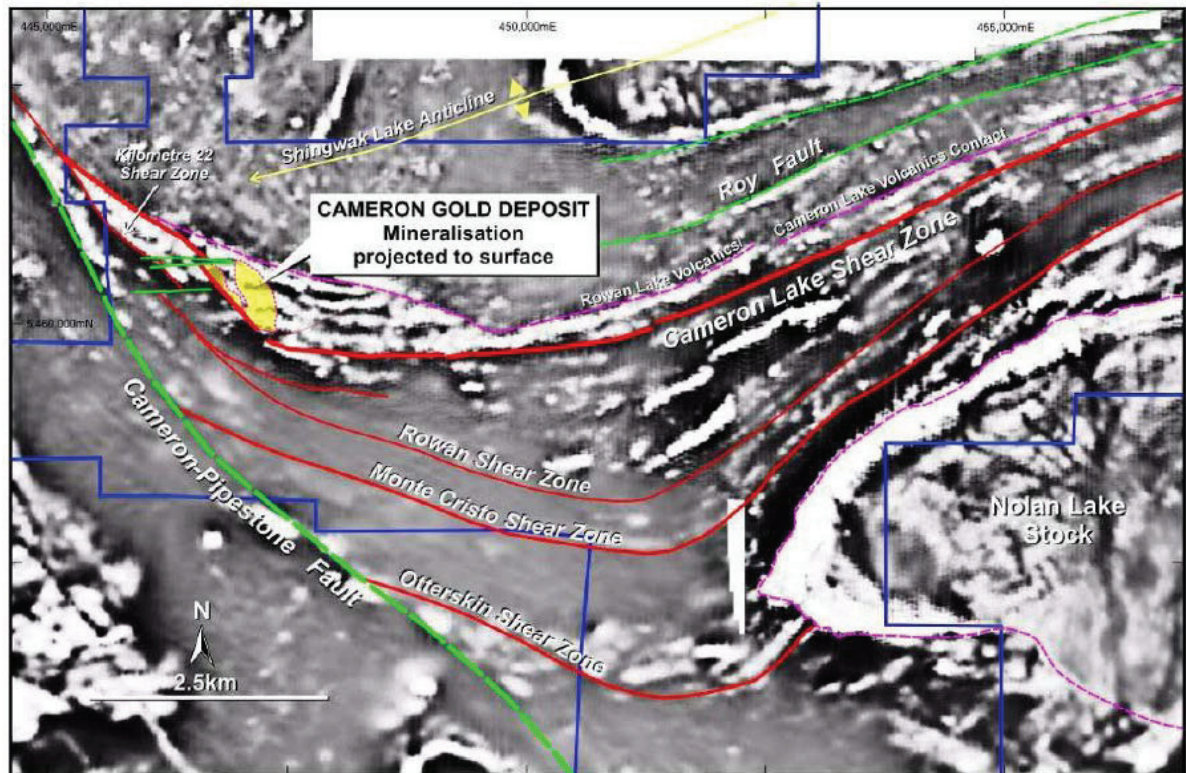 445,000mE
450,000mE
455,000mE
Shingwak Lake Anticline
Kilometre 22
Shear Zone
CAMERON GOLD DEPOSIT
Mineralisation
projected to surface
Roy Fault
Rowan Lake Volcanics/
Cameron Lake Volcanics Contact
Cameron Lake Shear Zone
5,460,000mN
Cameron-Pipestone
Fault
Rowan Shear Zone
Monte Cristo Shear Zone
Otterskin Shear Zone
Nolan Lake
Stock
N
2.5km